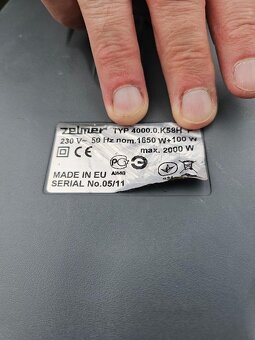 zelmer TYP 4000.0.K58H
230 V~ 50 Hz nom. 1650 W+100 W
max. 2000 W
MADE IN EU
SERIAL No.05/11